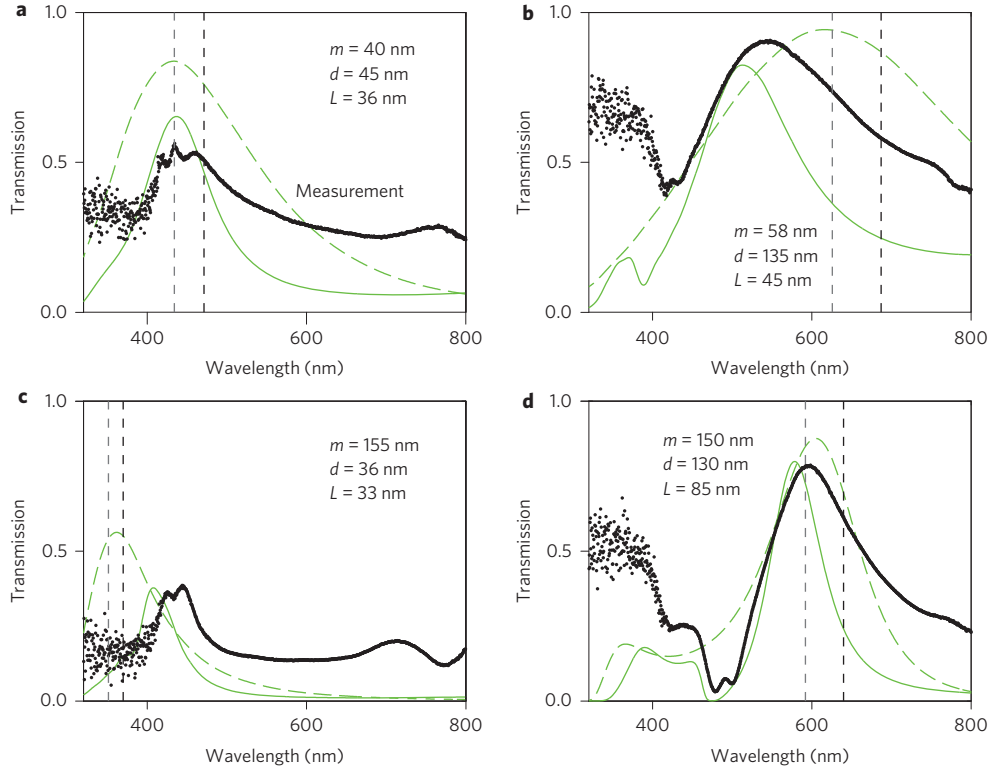 a
1.0
m = 40 nm
d = 45 nm
L = 36 nm
Transmission
0.5
Measurement
0.0
400
600
800
Wavelength (nm)
b
1.0
Transmission
0.5
m = 58 nm
d = 135 nm
L = 45 nm
0.0
400
600
800
Wavelength (nm)
c
1.0
m = 155 nm
d = 36 nm
L = 33 nm
Transmission
0.5
0.0
400
600
800
Wavelength (nm)
d
1.0
m = 150 nm
d = 130 nm
L = 85 nm
Transmission
0.5
0.0
400
600
800
Wavelength (nm)